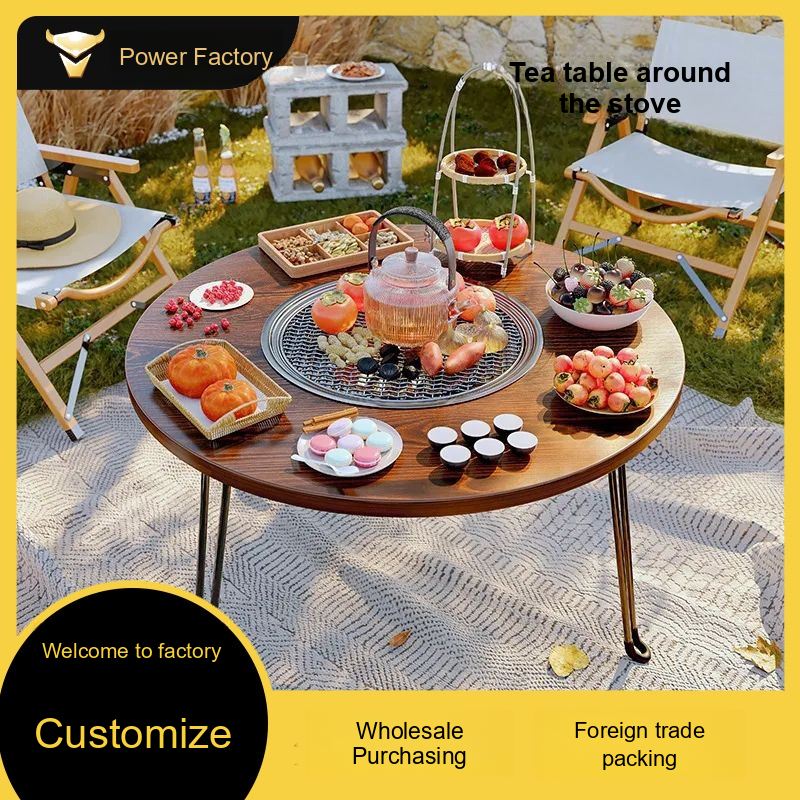 Power Factory
Tea table around
the stove
Welcome to factory
Customize
Wholesale
Purchasing
Foreign trade
packing